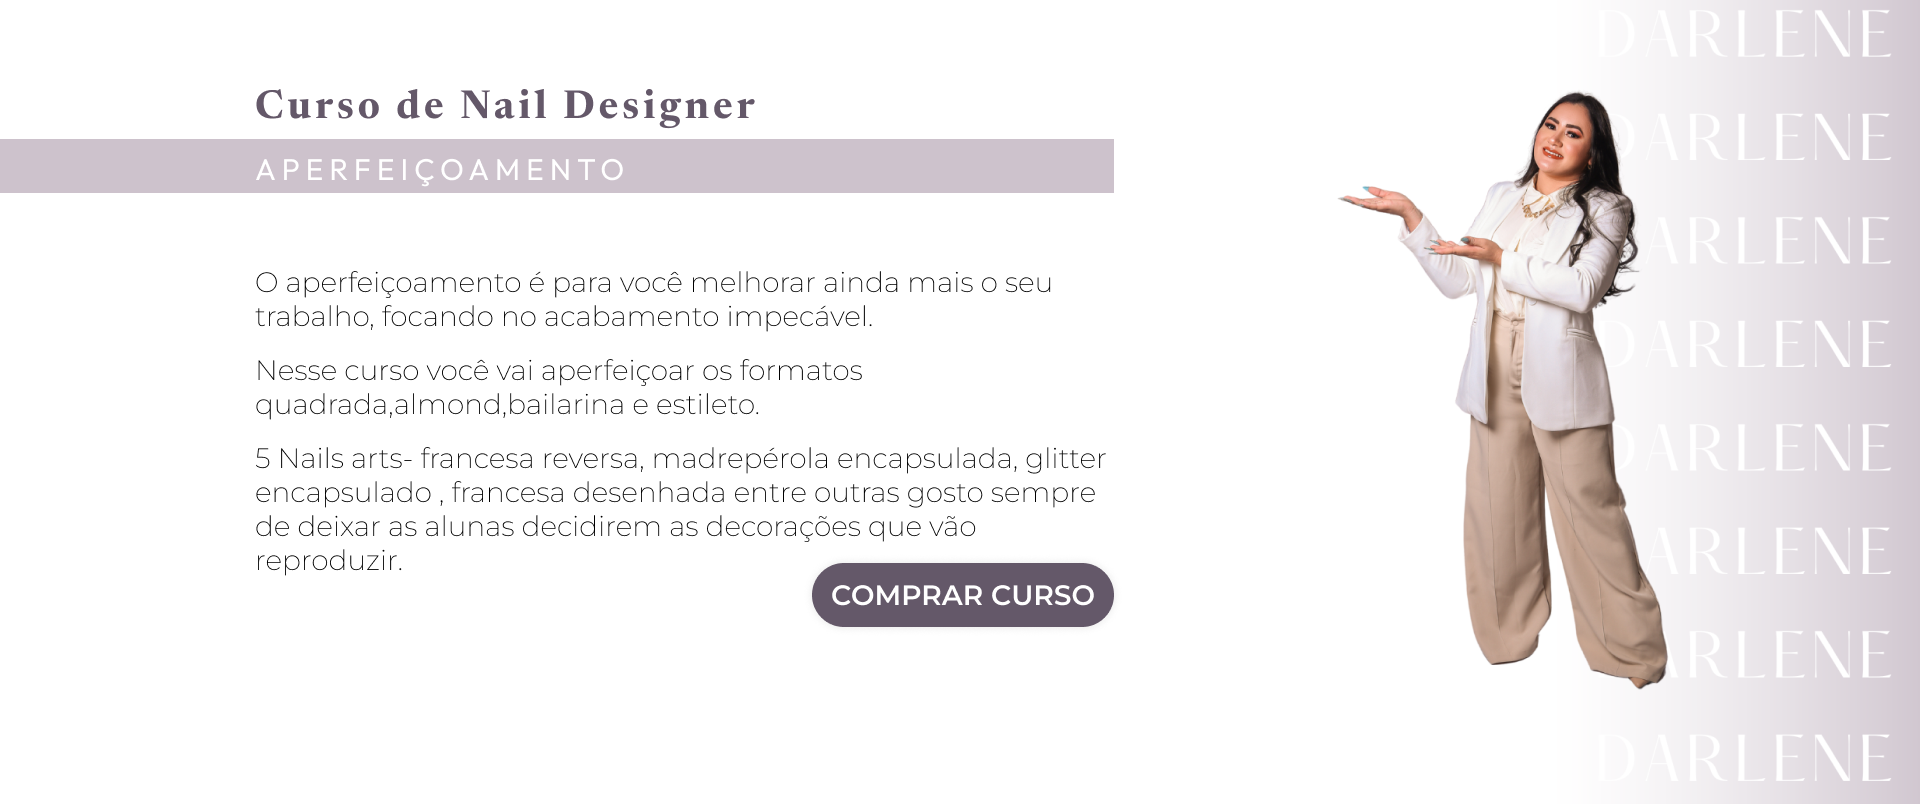 Curso de Nail Designer
APERFEIÇOAMENTO
O aperfeiçoamento é para você melhorar ainda mais o seu
trabalho, focando no acabamento impecável.
Nesse curso você vai aperfeiçoar os formatos
quadrada,almond,bailarina e estileto.
5 Nails arts- francesa reversa, madrepérola encapsulada, glitter
encapsulado , francesa desenhada entre outras gosto sempre
de deixar as alunas decidirem as decorações que vão
reproduzir.
COMPRAR CURSO
DARLENE
DARLENE
DARLENE
DARLENE
DARLENE
DARLENE
DARLENE
DARLENE